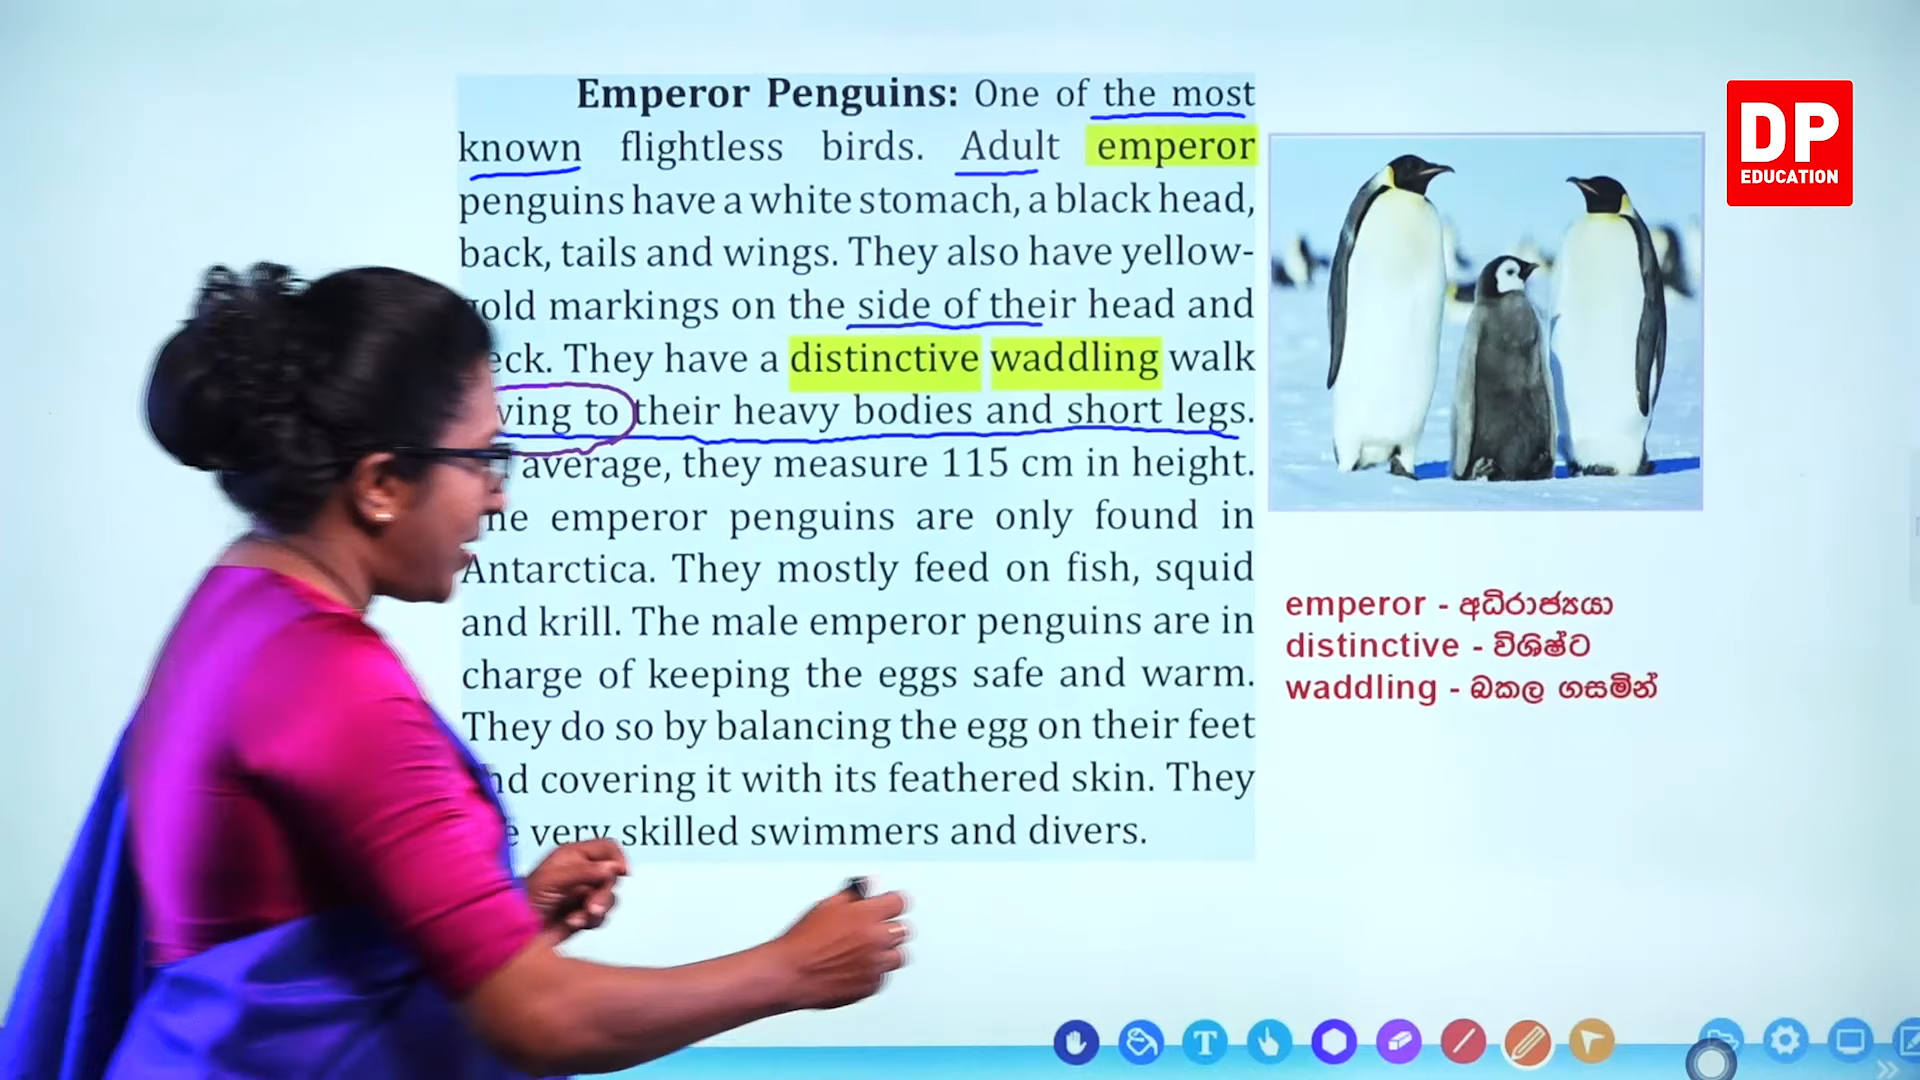 Emperor Penguins: One of the most
known flightless birds. Adult emperor
penguins have a white stomach, a black head,
back, tails and wings. They also have yellow-
old markings on the side of their head and
eck. They have a distinctive waddling walk
wing to their heavy bodies and short legs.
average, they measure 115 cm in height.
he emperor penguins are only found in
Antarctica. They mostly feed on fish, squid
and krill. The male emperor penguins are in
charge of keeping the eggs safe and warm.
They do so by balancing the egg on their feet
nd covering it with its feathered skin. They
e very skilled swimmers and divers.
DP
EDUCATION
emperor - අධිරාජ්‍යයා
distinctive - විශිෂ්ට
waddling - බකල ගසමින්
T